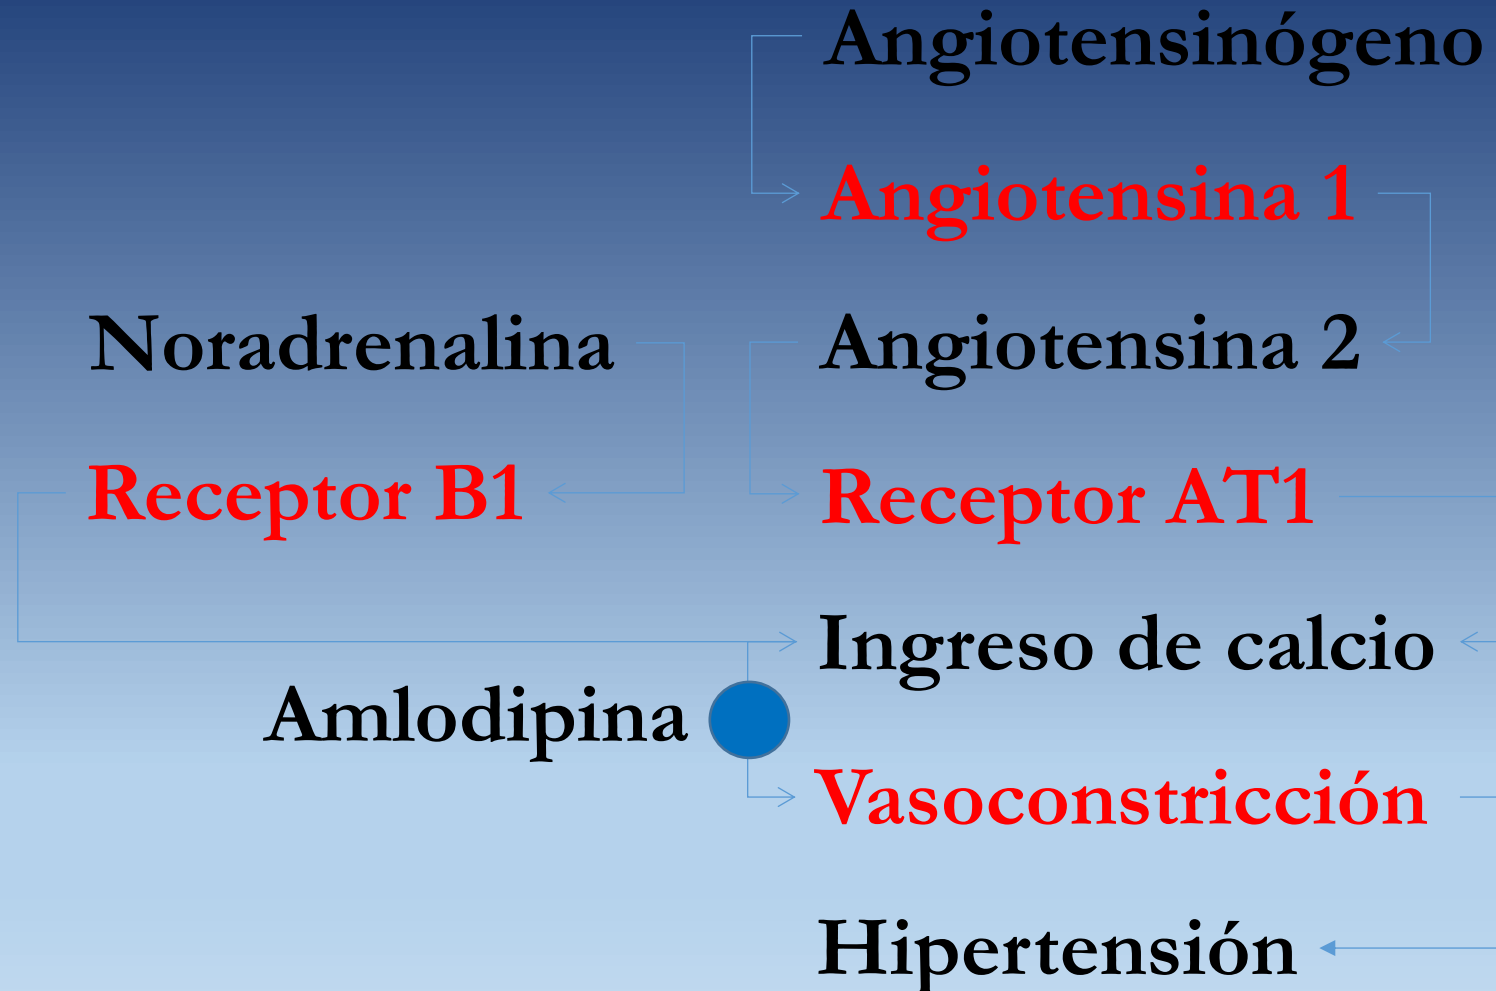 Angiotensinógeno
Angiotensina 1
Noradrenalina
Angiotensina 2
Receptor B1
Receptor AT1
Ingreso de calcio
Amlodipina
Vasoconstricción
Hipertensión